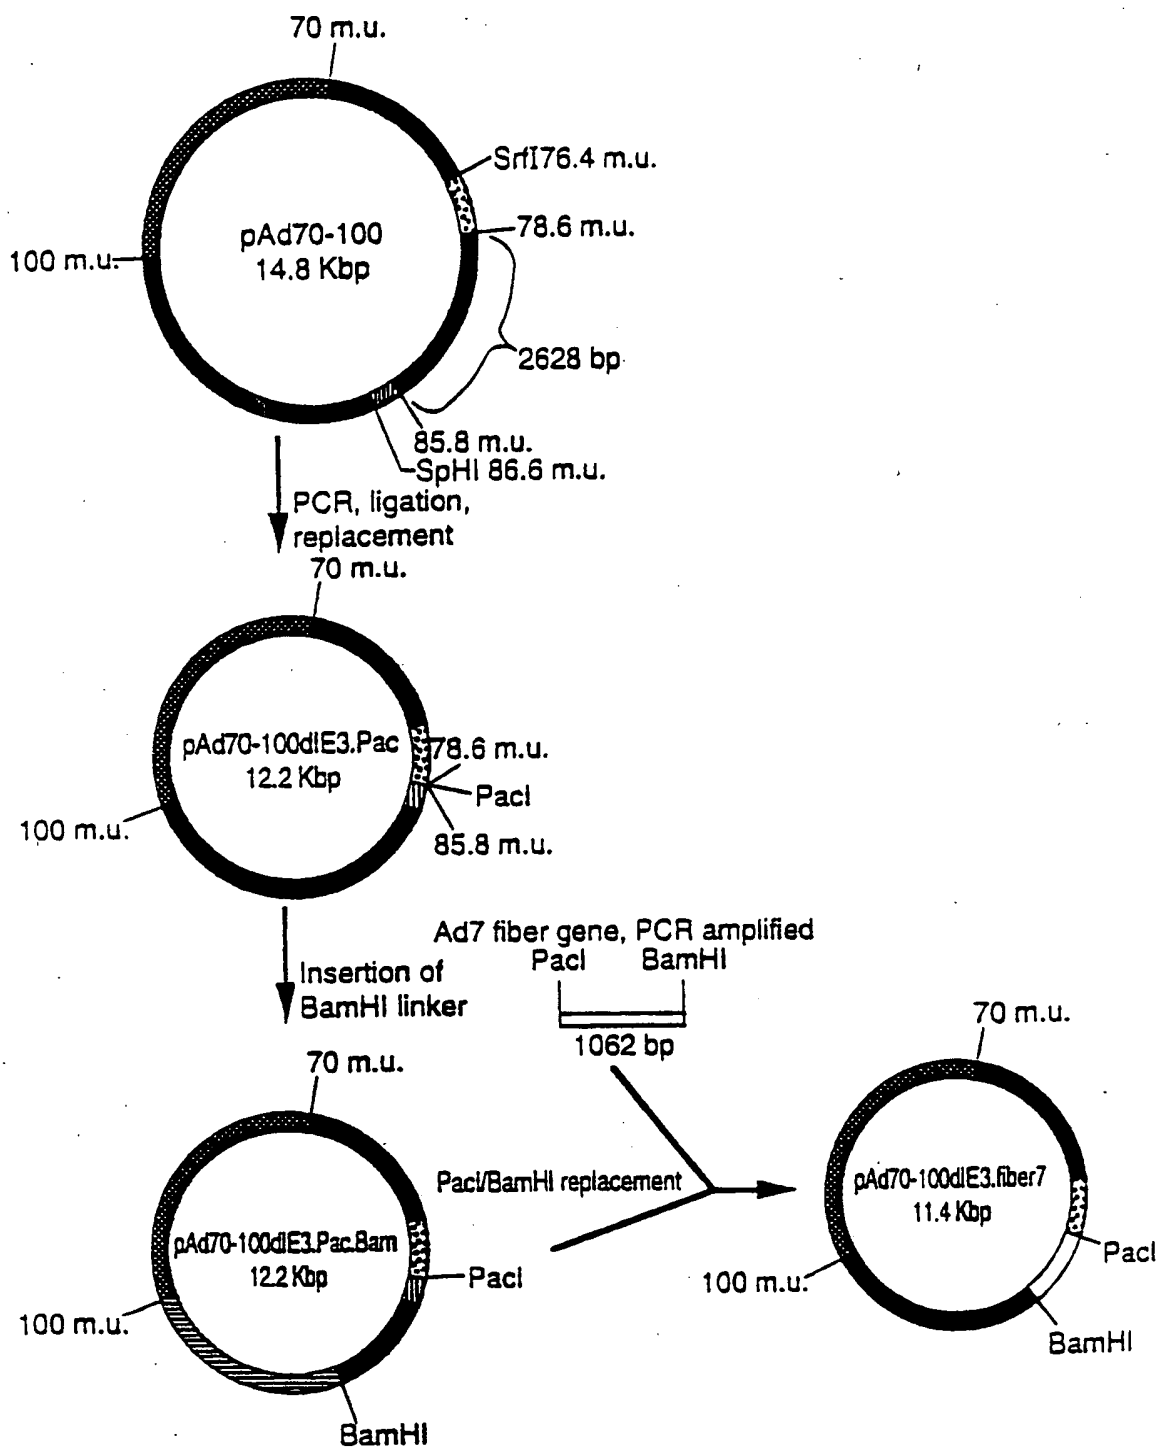 70 m.u.
SrfI76.4 m.u.
78.6 m.u.
pAd70-100
14.8 Kbp
100 m.u.
2628 bp
85.8 m.u.
SpHI 86.6 m.u.
PCR, ligation,
replacement
70 m.u.
pAd70-100dlE3.Pac
12.2 Kbp
78.6 m.u.
PacI
100 m.u.
85.8 m.u.
Ad7 fiber gene, PCR amplified
PacI BamHI
Insertion of
BamHI linker
1062 bp
70 m.u.
70 m.u.
PacI/BamHI replacement
pAd70-100dlE3.fiber7
11.4 Kbp
pAd70-100dlE3.Pac.Bam
12.2 Kbp
PacI
PacI
100 m.u.
100 m.u.
BamHI
BamHI